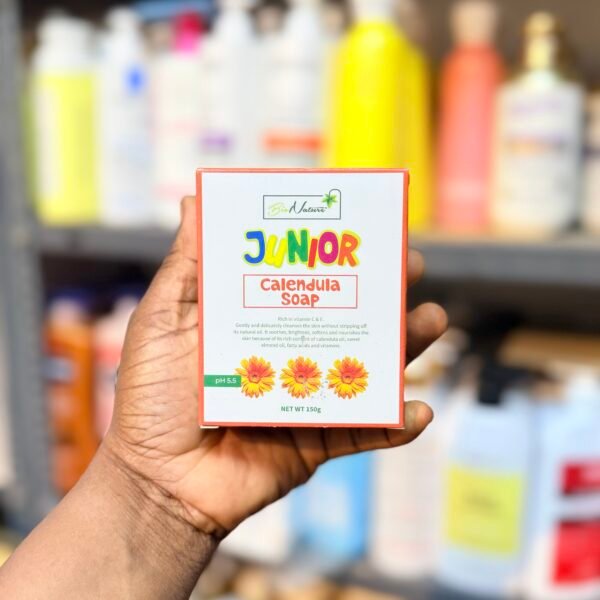 Bio Nature
JUNIOR
Calendula
Soap
Rich in vitamin C & E.
Gently and delicately cleanses the skin without stripping off
its natural oil. It soothes, brightens, softens and nourishes the
skin because of its rich content of calendula oil, sweet
almond oil, fatty acids and vitamins.
pH 5.5
NET WT 150g